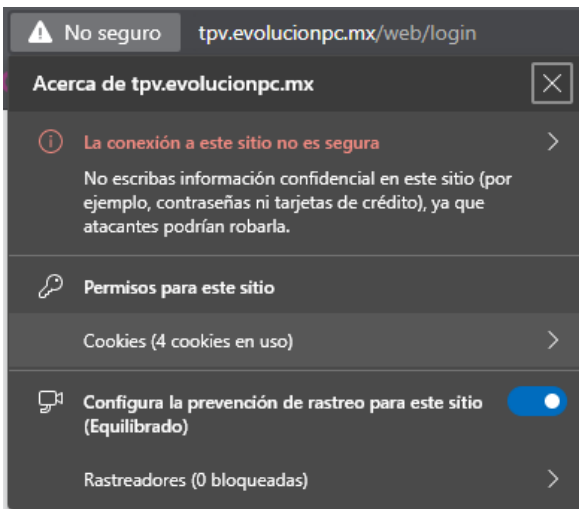 No seguro tpv.evolucionpc.mx/web/login
Acerca de tpv.evolucionpc.mx
La conexión a este sitio no es segura
No escribas información confidencial en este sitio (por
ejemplo, contraseñas ni tarjetas de crédito), ya que
atacantes podrían robarla.
Permisos para este sitio
Cookies (4 cookies en uso)
Configura la prevención de rastreo para este sitio
(Equilibrado)
Rastreadores (0 bloqueadas)